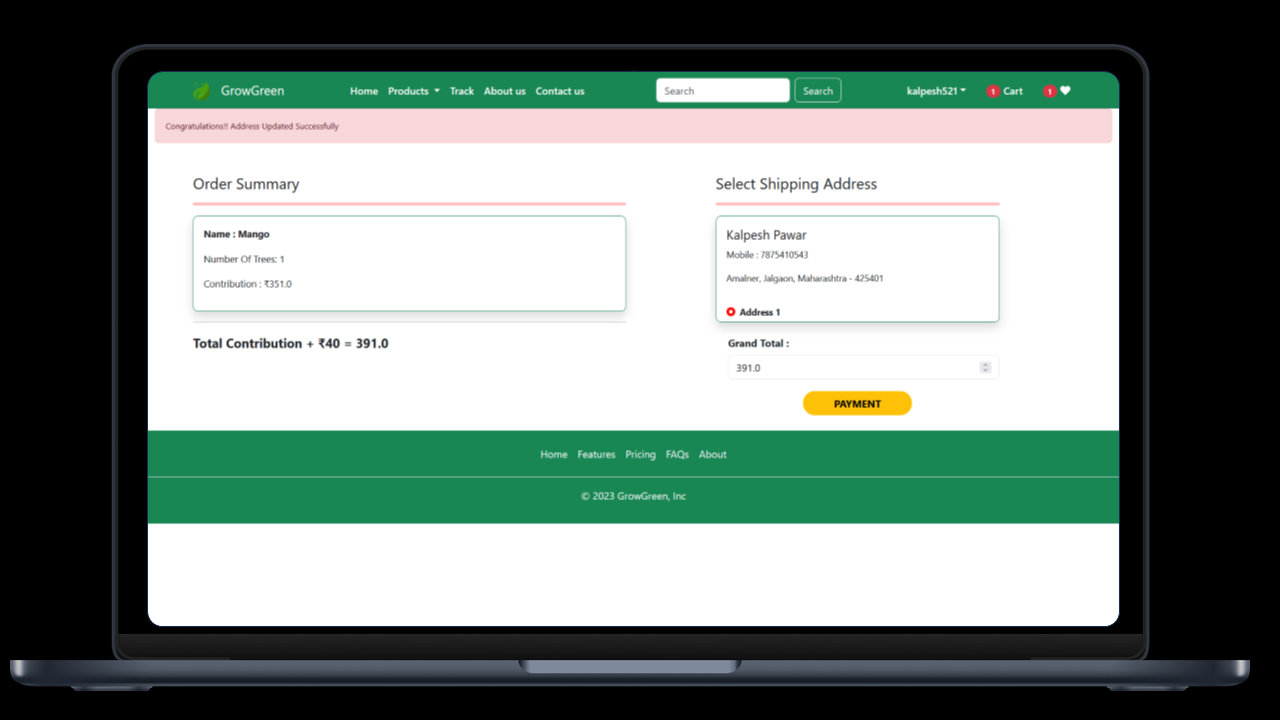 GrowGreen Home Products Track About us Contact us Search Search kalpesh521 1 Cart 1
Congratulations!! Address Updated Successfully
Order Summary
Name : Mango
Number Of Trees: 1
Contribution : ₹351.0
Total Contribution + ₹40 = 391.0
Select Shipping Address
Kalpesh Pawar
Mobile : 7875410543
Amalner, Jalgaon, Maharashtra - 425401
Address 1
Grand Total :
391.0
PAYMENT
Home Features Pricing FAQs About
© 2023 GrowGreen, Inc